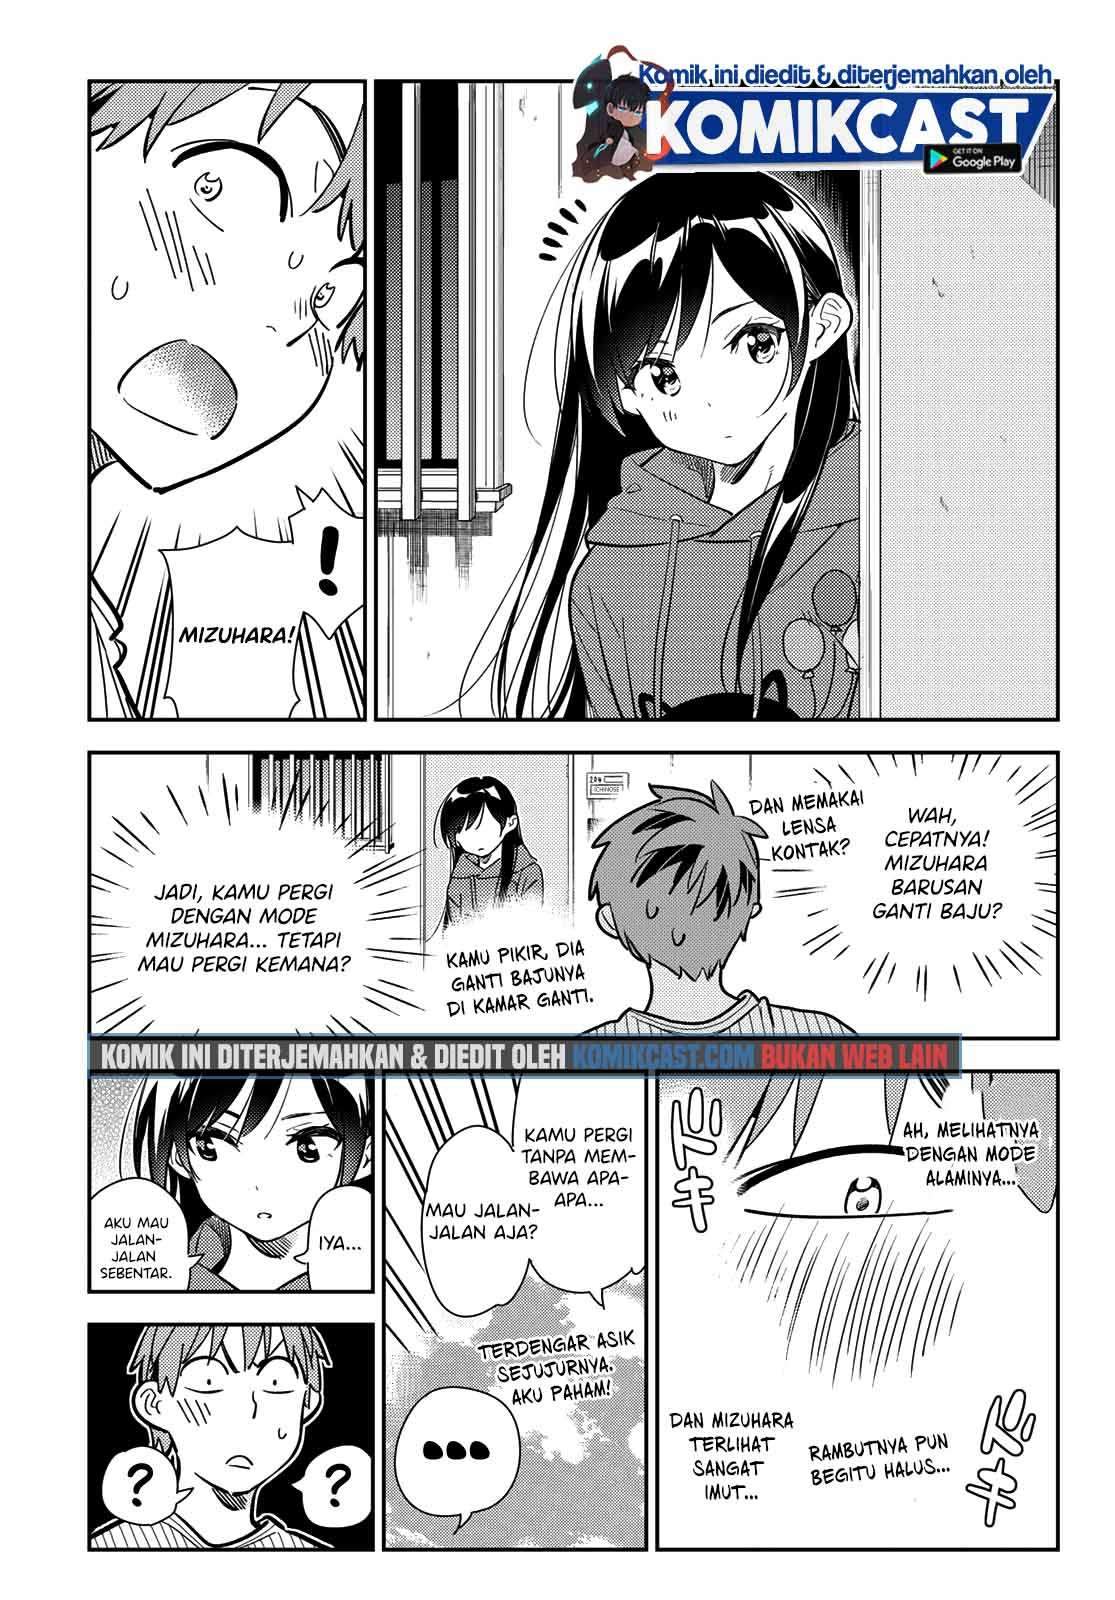 Komik ini diedit & diterjemahkan oleh
KOMIKCAST
GET IT ON
Google Play
!
MIZUHARA!
WAH,
CEPATNYA!
MIZUHARA
BARUSAN
GANTI BAJU?
DAN MEMAKAI
LENSA
KONTAK?
204
ICHINOSE
KAMU PIKIR, DIA
GANTI BAJUNYA
DI KAMAR GANTI.
JADI, KAMU PERGI
DENGAN MODE
MIZUHARA... TETAPI
MAU PERGI KEMANA?
KOMIK INI DITERJEMAHKAN & DIEDIT OLEH KOMIKCAST.COM BUKAN WEB LAIN
AH, MELIHATNYA
DENGAN MODE
ALAMINYA...
ドキ
ドキ
RAMBUTNYA PUN
BEGITU HALUS...
DAN MIZUHARA
TERLIHAT
SANGAT
IMUT...
KAMU PERGI
TANPA MEM-
BAWA APA-
APA...
MAU JALAN-
JALAN AJA?
TERDENGAR ASIK
SEJUJURNYA.
AKU PAHAM!
...
IYA...
AKU MAU
JALAN-
JALAN
SEBENTAR.
?
?